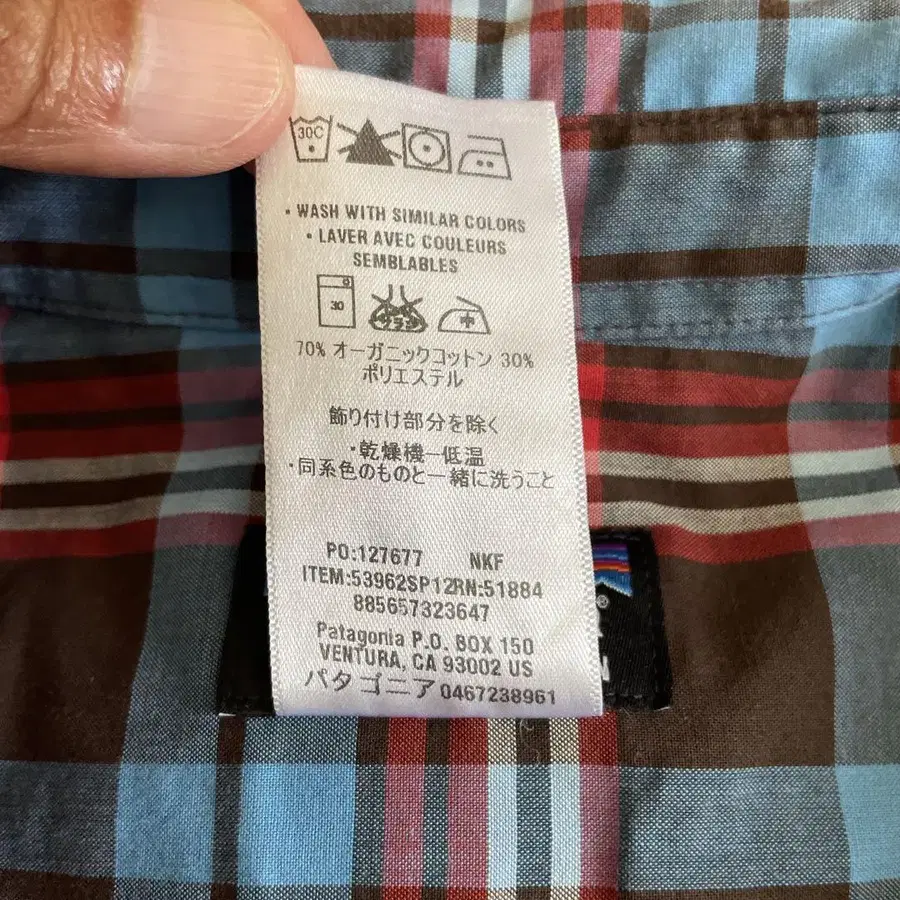 30C
• WASH WITH SIMILAR COLORS
• LAVER AVEC COULEURS
SEMBLABLES
30
中
70% オーガニックコットン 30%
ポリエステル
飾り付け部分を除く
・乾燥機一低温
・同系色のものと一緒に洗うこと
PO:127677 NKF
ITEM:53962SP12RN:51884
885657323647
Patagonia P.O. BOX 150
VENTURA, CA 93002 US
パタゴニア 0467238961